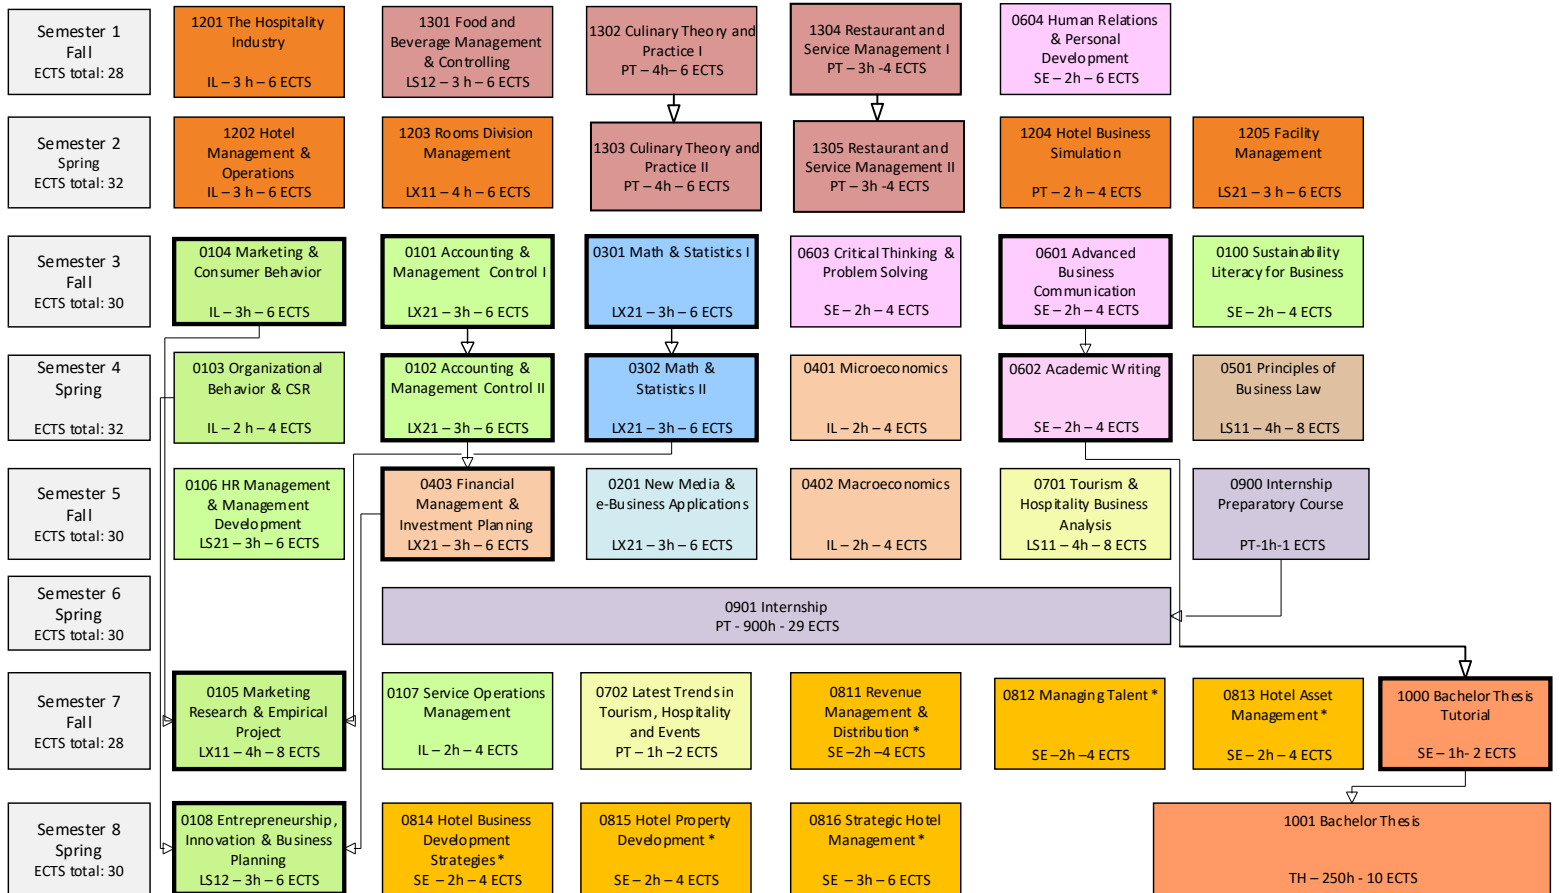 Semester 1
Fall
ECTS total: 28
1201 The Hospitality
Industry
IL – 3 h – 6 ECTS
1301 Food and
Beverage Management
& Controlling
LS12 – 3 h – 6 ECTS
1302 Culinary Theory and
Practice I
PT – 4h– 6 ECTS
1304 Restaurant and
Service Management I
PT – 3h -4 ECTS
0604 Human Relations
& Personal
Development
SE – 2h – 6 ECTS
Semester 2
Spring
ECTS total: 32
1202 Hotel
Management &
Operations
IL – 3 h – 6 ECTS
1203 Rooms Division
Management
LX11 – 4 h – 6 ECTS
1303 Culinary Theory and
Practice II
PT – 4h – 6 ECTS
1305 Restaurant and
Service Management II
PT – 3h -4 ECTS
1204 Hotel Business
Simulation
PT – 2 h – 4 ECTS
1205 Facility
Management
LS21 – 3 h – 6 ECTS
Semester 3
Fall
ECTS total: 30
0104 Marketing &
Consumer Behavior
IL – 3h – 6 ECTS
0101 Accounting &
Management Control I
LX21 – 3h – 6 ECTS
0301 Math & Statistics I
LX21 – 3h – 6 ECTS
0603 Critical Thinking &
Problem Solving
SE – 2h – 4 ECTS
0601 Advanced
Business
Communication
SE – 2h – 4 ECTS
0100 Sustainability
Literacy for Business
SE – 2h – 4 ECTS
Semester 4
Spring
ECTS total: 32
0103 Organizational
Behavior & CSR
IL – 2 h – 4 ECTS
0102 Accounting &
Management Control II
LX21 – 3h – 6 ECTS
0302 Math &
Statistics II
LX21 – 3h – 6 ECTS
0401 Microeconomics
IL – 2h – 4 ECTS
0602 Academic Writing
SE – 2h – 4 ECTS
0501 Principles of
Business Law
LS11 – 4h – 8 ECTS
Semester 5
Fall
ECTS total: 30
0106 HR Management
& Management
Development
LS21 – 3h – 6 ECTS
0403 Financial
Management &
Investment Planning
LX21 – 3h – 6 ECTS
0201 New Media &
e-Business Applications
LX21 – 3h – 6 ECTS
0402 Macroeconomics
IL – 2h – 4 ECTS
0701 Tourism &
Hospitality Business
Analysis
LS11 – 4h – 8 ECTS
0900 Internship
Preparatory Course
PT-1h-1 ECTS
Semester 6
Spring
ECTS total: 30
0901 Internship
PT - 900h - 29 ECTS
Semester 7
Fall
ECTS total: 28
0105 Marketing
Research & Empirical
Project
LX11 – 4h – 8 ECTS
0107 Service Operations
Management
IL – 2h – 4 ECTS
0702 Latest Trends in
Tourism, Hospitality
and Events
PT – 1h –2 ECTS
0811 Revenue
Management &
Distribution *
SE –2h –4 ECTS
0812 Managing Talent *
SE –2h –4 ECTS
0813 Hotel Asset
Management *
SE – 2h – 4 ECTS
1000 Bachelor Thesis
Tutorial
SE – 1h- 2 ECTS
Semester 8
Spring
ECTS total: 30
0108 Entrepreneurship,
Innovation & Business
Planning
LS12 – 3h – 6 ECTS
0814 Hotel Business
Development
Strategies *
SE – 2h – 4 ECTS
0815 Hotel Property
Development *
SE – 2h – 4 ECTS
0816 Strategic Hotel
Management *
SE – 3h – 6 ECTS
1001 Bachelor Thesis
TH – 250h - 10 ECTS